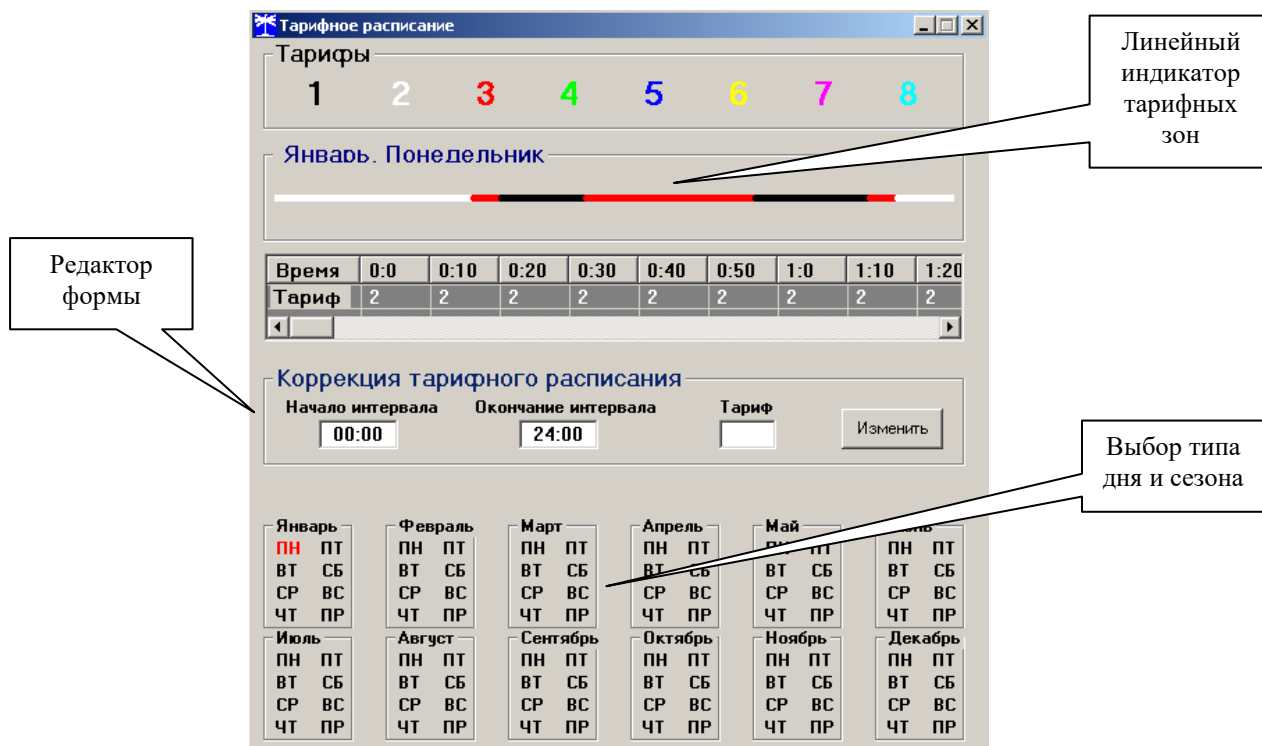 Тарифное расписание
Тарифы
1 2 3 4 5 6 7 8
Линейный
индикатор
тарифных
зон
Январь. Понедельник
Редактор
формы
Время 0:0 0:10 0:20 0:30 0:40 0:50 1:0 1:10 1:20
Тариф 2 2 2 2 2 2 2 2 2
Коррекция тарифного расписания
Начало интервала Окончание интервала Тариф
00:00 24:00 Изменить
Выбор типа
дня и сезона
Январь Февраль Март Апрель Май
ПН ПТ ПН ПТ ПН ПТ ПН ПТ ПН ПТ ПН ПТ
ВТ СБ ВТ СБ ВТ СБ ВТ СБ ВТ СБ ВТ СБ
СР ВС СР ВС СР ВС СР ВС СР ВС СР ВС
ЧТ ПР ЧТ ПР ЧТ ПР ЧТ ПР ЧТ ПР ЧТ ПР
Июль Август Сентябрь Октябрь Ноябрь Декабрь
ПН ПТ ПН ПТ ПН ПТ ПН ПТ ПН ПТ ПН ПТ
ВТ СБ ВТ СБ ВТ СБ ВТ СБ ВТ СБ ВТ СБ
СР ВС СР ВС СР ВС СР ВС СР ВС СР ВС
ЧТ ПР ЧТ ПР ЧТ ПР ЧТ ПР ЧТ ПР ЧТ ПР